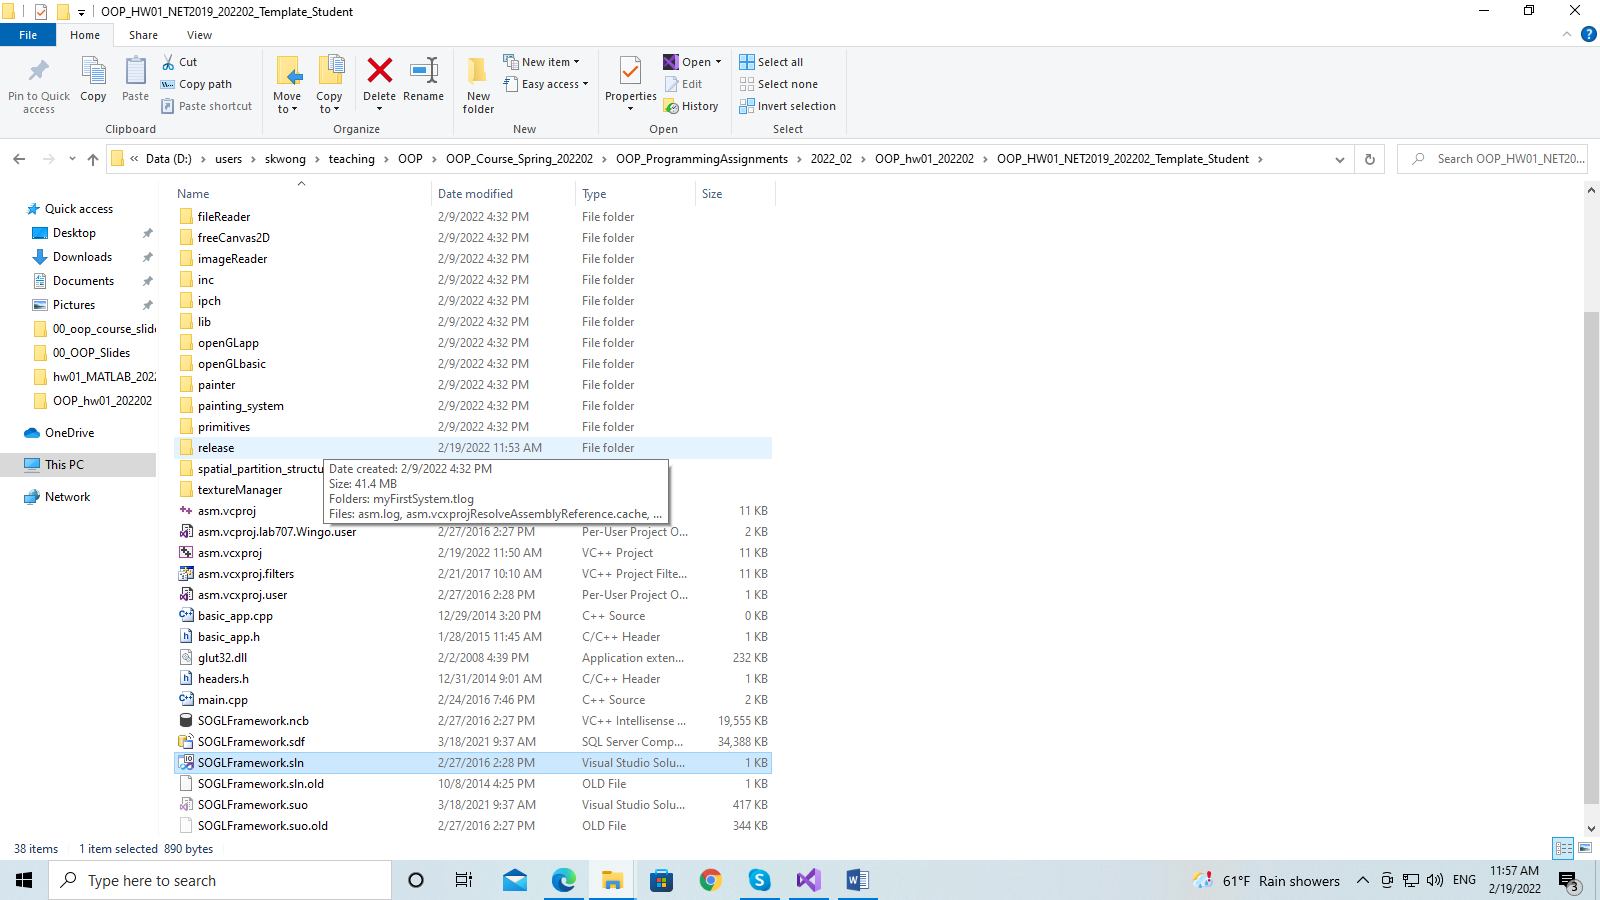 OOP_HW01_NET2019_202202_Template_Student
File Home Share View
Pin to Quick access
Copy
Paste
Cut
Copy path
Paste shortcut
Move to
Copy to
Delete
Rename
New folder
New item
Easy access
Properties
Open
Edit
History
Select all
Select none
Invert selection
Clipboard Organize New Open Select
« Data (D:) › users › skwong › teaching › OOP › OOP_Course_Spring_202202 › OOP_ProgrammingAssignments › 2022_02 › OOP_hw01_202202 › OOP_HW01_NET2019_202202_Template_Student ›
Search OOP_HW01_NET20...
Quick access
Desktop
Downloads
Documents
Pictures
00_oop_course_slide
00_OOP_Slides
hw01_MATLAB_2022
OOP_hw01_202202
OneDrive
This PC
Network
Name Date modified Type Size
fileReader 2/9/2022 4:32 PM File folder
freeCanvas2D 2/9/2022 4:32 PM File folder
imageReader 2/9/2022 4:32 PM File folder
inc 2/9/2022 4:32 PM File folder
ipch 2/9/2022 4:32 PM File folder
lib 2/9/2022 4:32 PM File folder
openGLapp 2/9/2022 4:32 PM File folder
openGLbasic 2/9/2022 4:32 PM File folder
painter 2/9/2022 4:32 PM File folder
painting_system 2/9/2022 4:32 PM File folder
primitives 2/9/2022 4:32 PM File folder
release 2/19/2022 11:53 AM File folder
spatial_partition_structu
textureManager
Date created: 2/9/2022 4:32 PM
Size: 41.4 MB
Folders: myFirstSystem.tlog
Files: asm.log, asm.vcxprojResolveAssemblyReference.cache, ...
asm.vcproj 11 KB
asm.vcproj.lab707.Wingo.user 2/27/2016 2:27 PM Per-User Project O... 2 KB
asm.vcxproj 2/19/2022 11:50 AM VC++ Project 11 KB
asm.vcxproj.filters 2/21/2017 10:10 AM VC++ Project Filte... 11 KB
asm.vcxproj.user 2/27/2016 2:28 PM Per-User Project O... 1 KB
basic_app.cpp 12/29/2014 3:20 PM C++ Source 0 KB
basic_app.h 1/28/2015 11:45 AM C/C++ Header 1 KB
glut32.dll 2/2/2008 4:39 PM Application exten... 232 KB
headers.h 12/31/2014 9:01 AM C/C++ Header 1 KB
main.cpp 2/24/2016 7:46 PM C++ Source 2 KB
SOGLFramework.ncb 2/27/2016 2:27 PM VC++ Intellisense ... 19,555 KB
SOGLFramework.sdf 3/18/2021 9:37 AM SQL Server Comp... 34,388 KB
SOGLFramework.sln 2/27/2016 2:28 PM Visual Studio Solu... 1 KB
SOGLFramework.sln.old 10/8/2014 4:25 PM OLD File 1 KB
SOGLFramework.suo 3/18/2021 9:37 AM Visual Studio Solu... 417 KB
SOGLFramework.suo.old 2/27/2016 2:27 PM OLD File 344 KB
38 items 1 item selected 890 bytes
Type here to search
61°F Rain showers
ENG
11:57 AM
2/19/2022
3